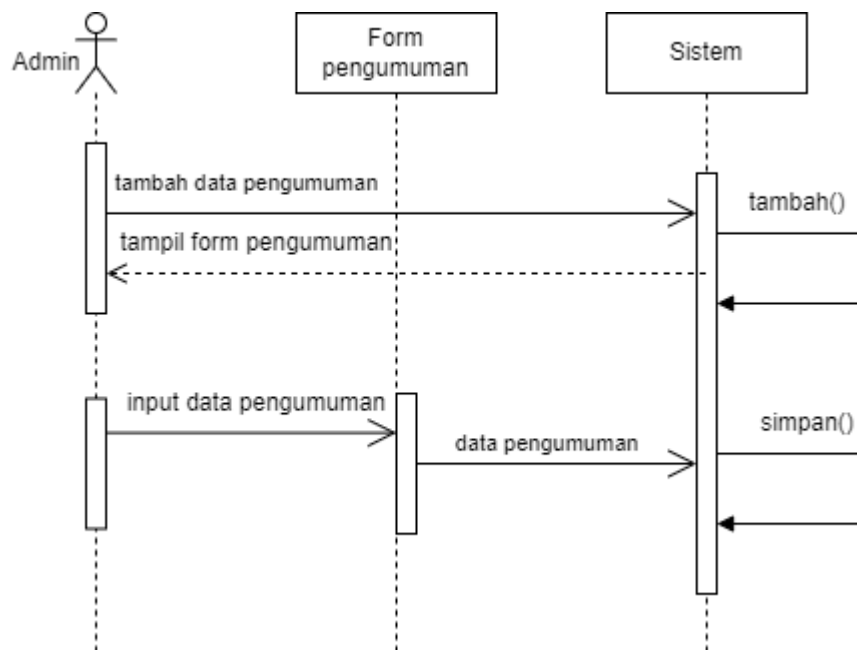 Admin
Form
pengumuman
Sistem
tambah data pengumuman
tambah()
tampil form pengumuman
input data pengumuman
simpan()
data pengumuman